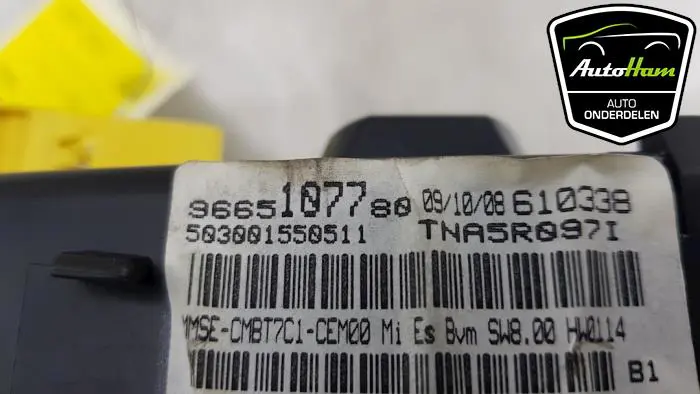 AutoHam
AUTO
ONDERDELEN
9665107780 09/10/08 610338
503001550511 TNA5R097I
MMSE-CMBT7C1-CEM00 Mi Es Bvm SW8.00 HW0114
B1